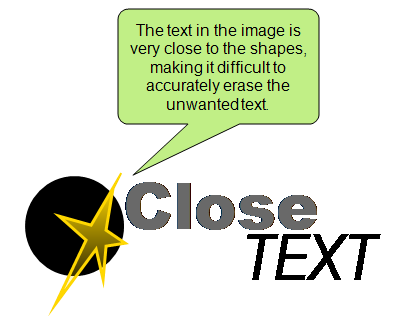 The text in the image is
very close to the shapes,
making it difficult to
accurately erase the
unwanted text.
Close
TEXT